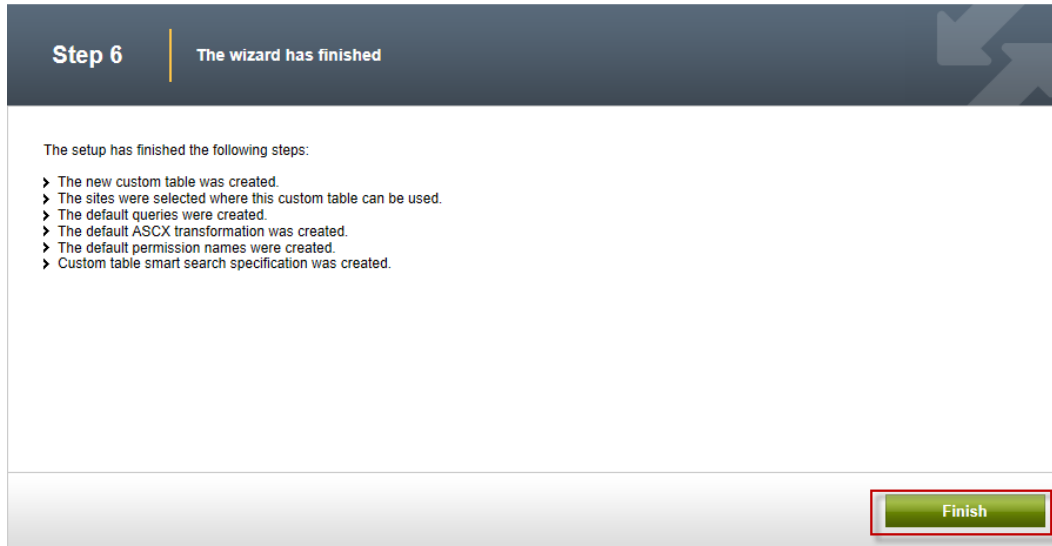 Step 6
The wizard has finished
The setup has finished the following steps:
The new custom table was created.
The sites were selected where this custom table can be used.
The default queries were created.
The default ASCX transformation was created.
The default permission names were created.
Custom table smart search specification was created.
Finish